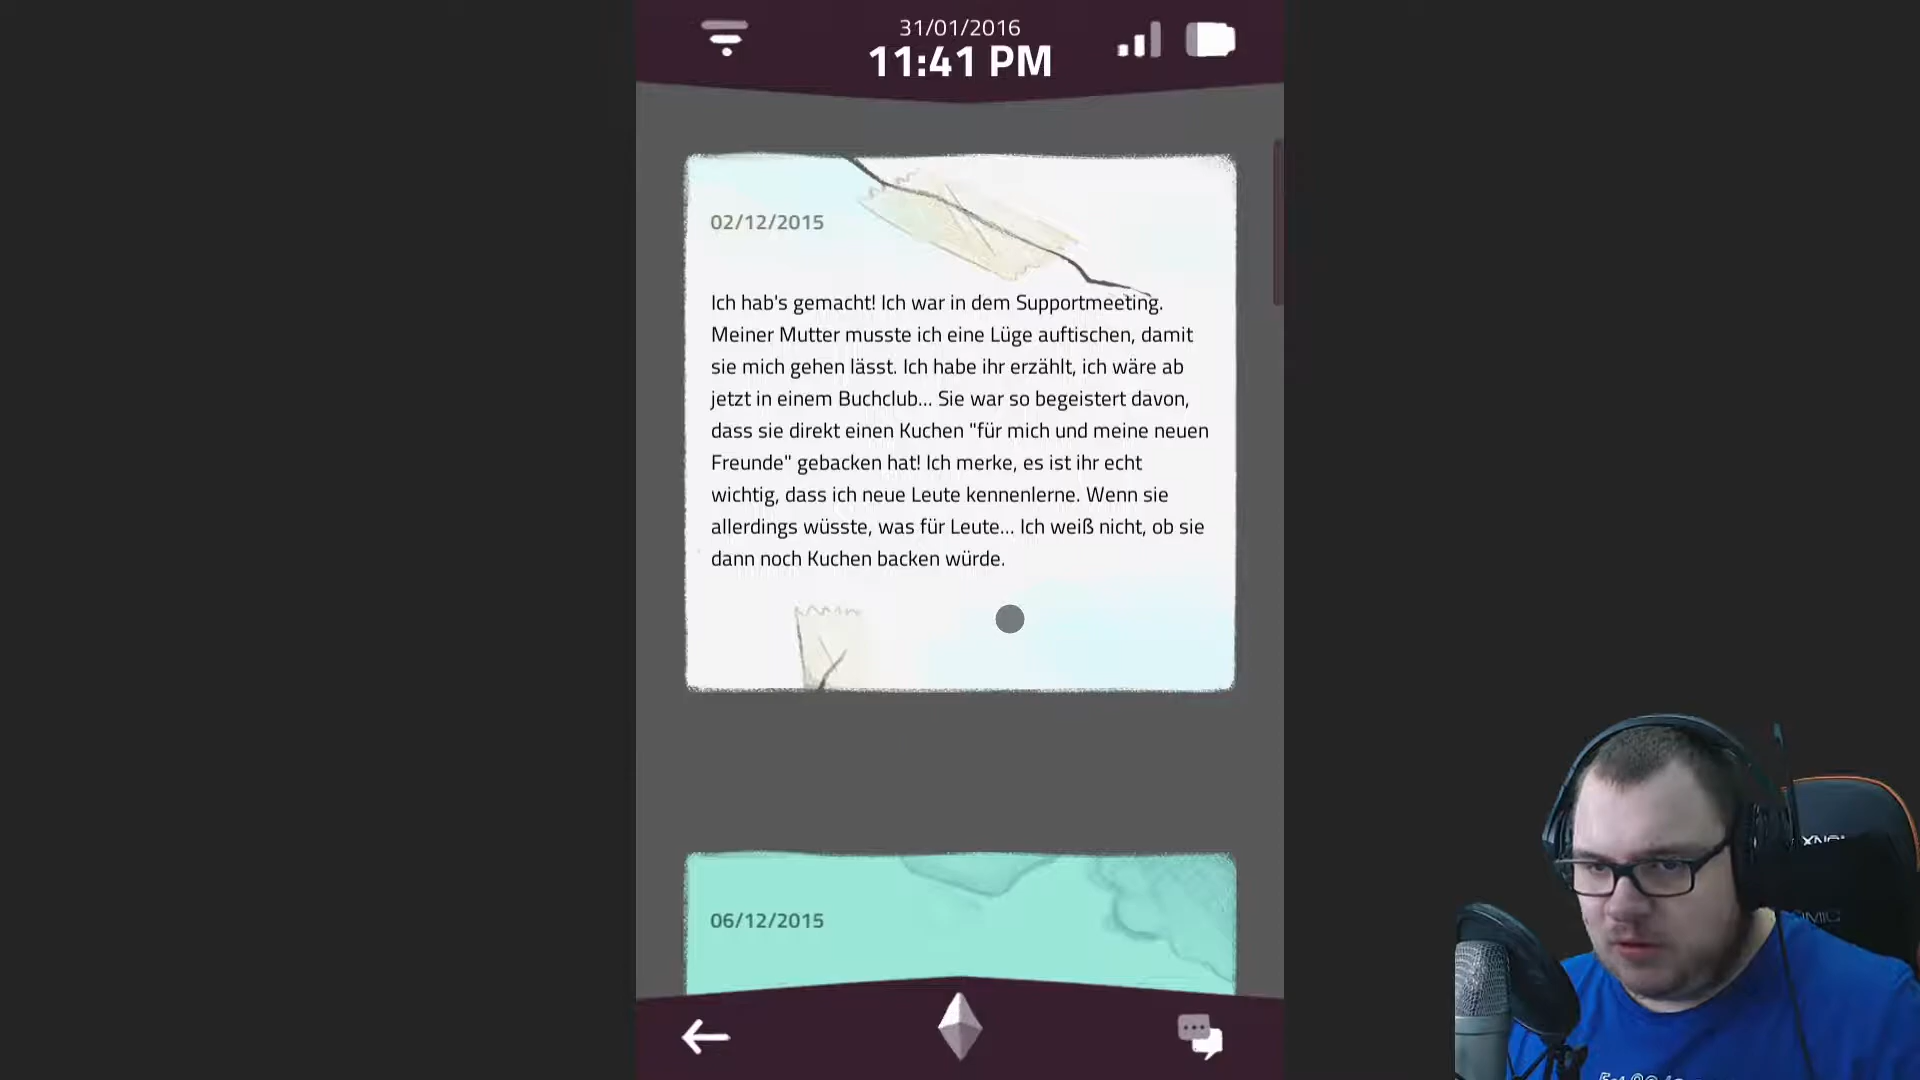 31/01/2016
11:41 PM
02/12/2015
Ich hab's gemacht! Ich war in dem Supportmeeting.
Meiner Mutter musste ich eine Lüge auftischen, damit
sie mich gehen lässt. Ich habe ihr erzählt, ich wäre ab
jetzt in einem Buchclub... Sie war so begeistert davon,
dass sie direkt einen Kuchen "für mich und meine neuen
Freunde" gebacken hat! Ich merke, es ist ihr echt
wichtig, dass ich neue Leute kennenlerne. Wenn sie
allerdings wüsste, was für Leute... Ich weiß nicht, ob sie
dann noch Kuchen backen würde.
06/12/2015